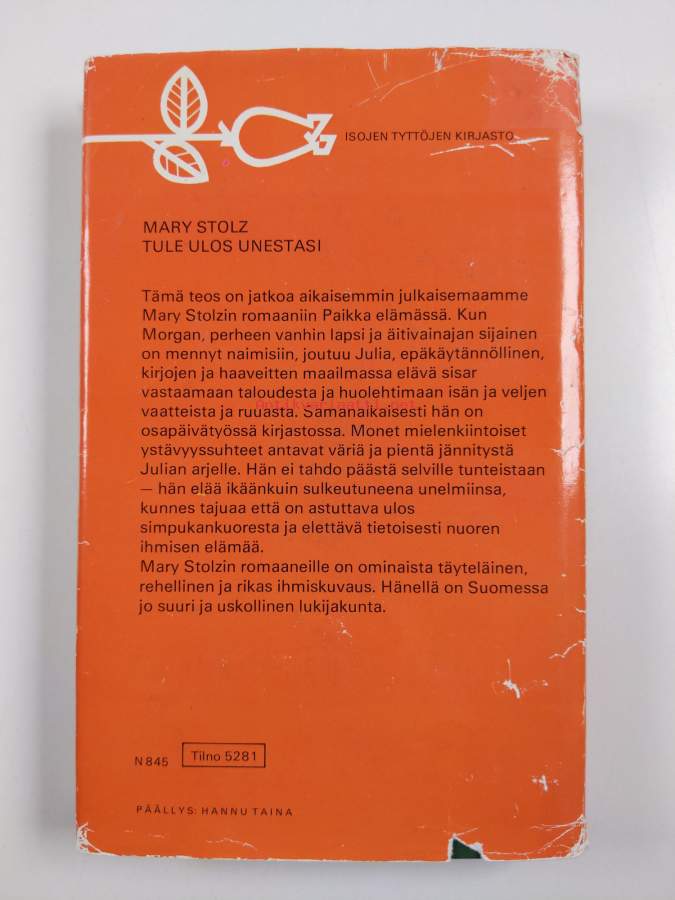 ISOJEN TYTTÖJEN KIRJASTO
MARY STOLZ
TULE ULOS UNESTASI
Tämä teos on jatkoa aikaisemmin julkaisemaamme
Mary Stolzin romaaniin Paikka elämässä. Kun
Morgan, perheen vanhin lapsi ja äitivainajan sijainen
on mennyt naimisiin, joutuu Julia, epäkäytännöllinen,
kirjojen ja haaveitten maailmassa elävä sisar
vastaamaan taloudesta ja huolehtimaan isän ja veljen
vaatteista ja ruuasta. Samanaikaisesti hän on
osapäivätyössä kirjastossa. Monet mielenkiintoiset
ystävyyssuhteet antavat väriä ja pientä jännitystä
Julian arjelle. Hän ei tahdo päästä selville tunteistaan
– hän elää ikäänkuin sulkeutuneena unelmiinsa,
kunnes tajuaa että on astuttava ulos
simpukankuoresta ja elettävä tietoisesti nuoren
ihmisen elämää.
Mary Stolzin romaaneille on ominaista täyteläinen,
rehellinen ja rikas ihmiskuvaus. Hänellä on Suomessa
jo suuri ja uskollinen lukijakunta.
N 845 Tilno 5281
PÄÄLLYS: HANNU TAINA